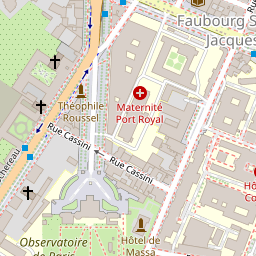 Faubourg S
Jacques
Maternité
Port Royal
Théophile
Roussel
Rue Cassini
Rue Cassini
chereau
Hô
Co
Observatoire
de Paris
Hôtel de
Massa